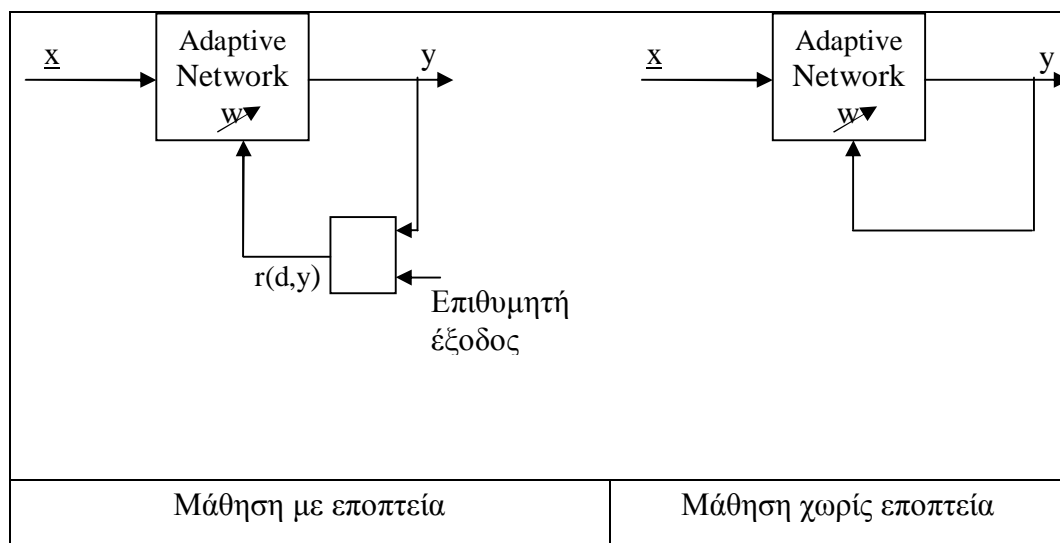 x
Adaptive
Network
w
y
r(d,y)
Επιθυμητή
έξοδος
x
Adaptive
Network
w
y
Μάθηση με εποπτεία
Μάθηση χωρίς εποπτεία